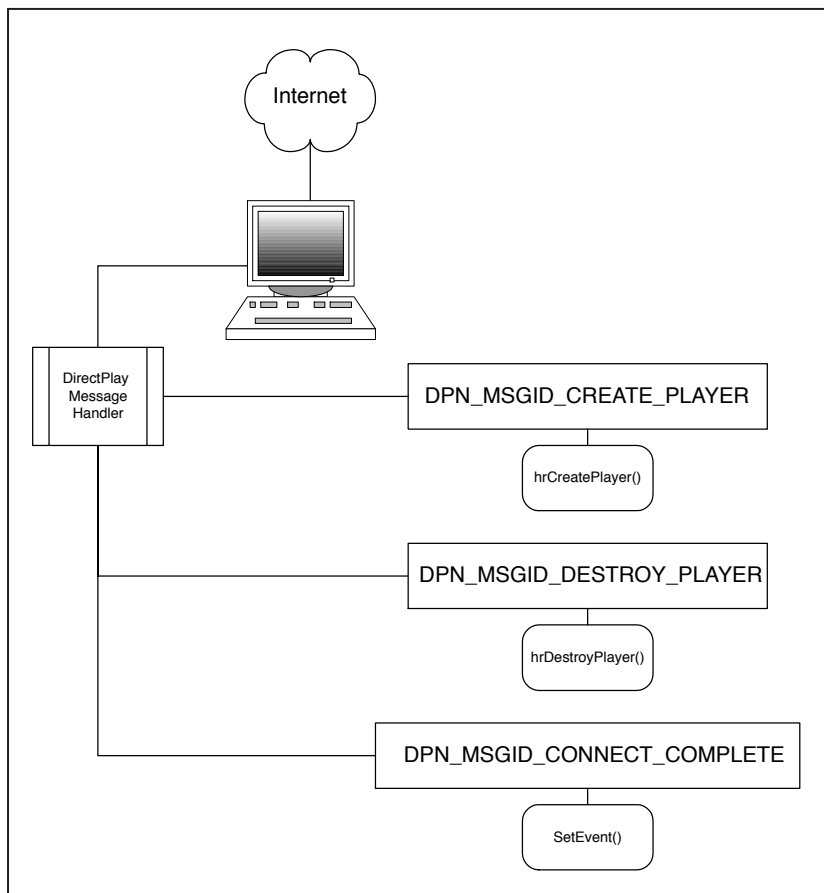 Internet
DirectPlay
Message
Handler
DPN_MSGID_CREATE_PLAYER
hrCreatePlayer()
DPN_MSGID_DESTROY_PLAYER
hrDestroyPlayer()
DPN_MSGID_CONNECT_COMPLETE
SetEvent()